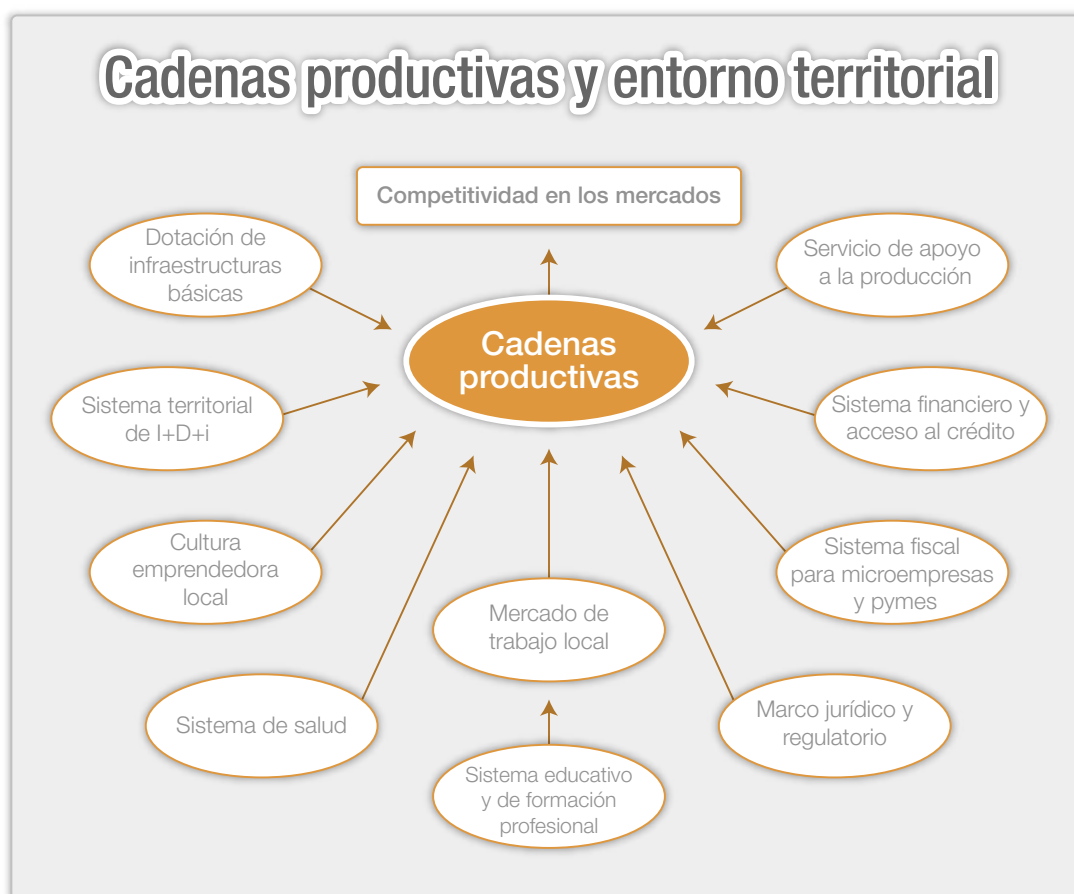 Cadenas productivas y entorno territorial
Competitividad en los mercados
Dotación de
infraestructuras
básicas
Servicio de apoyo
a la producción
Cadenas
productivas
Sistema territorial
de I+D+i
Sistema financiero y
acceso al crédito
Cultura
emprendedora
local
Sistema fiscal
para microempresas
y pymes
Mercado de
trabajo local
Sistema de salud
Marco jurídico y
regulatorio
Sistema educativo
y de formación
profesional